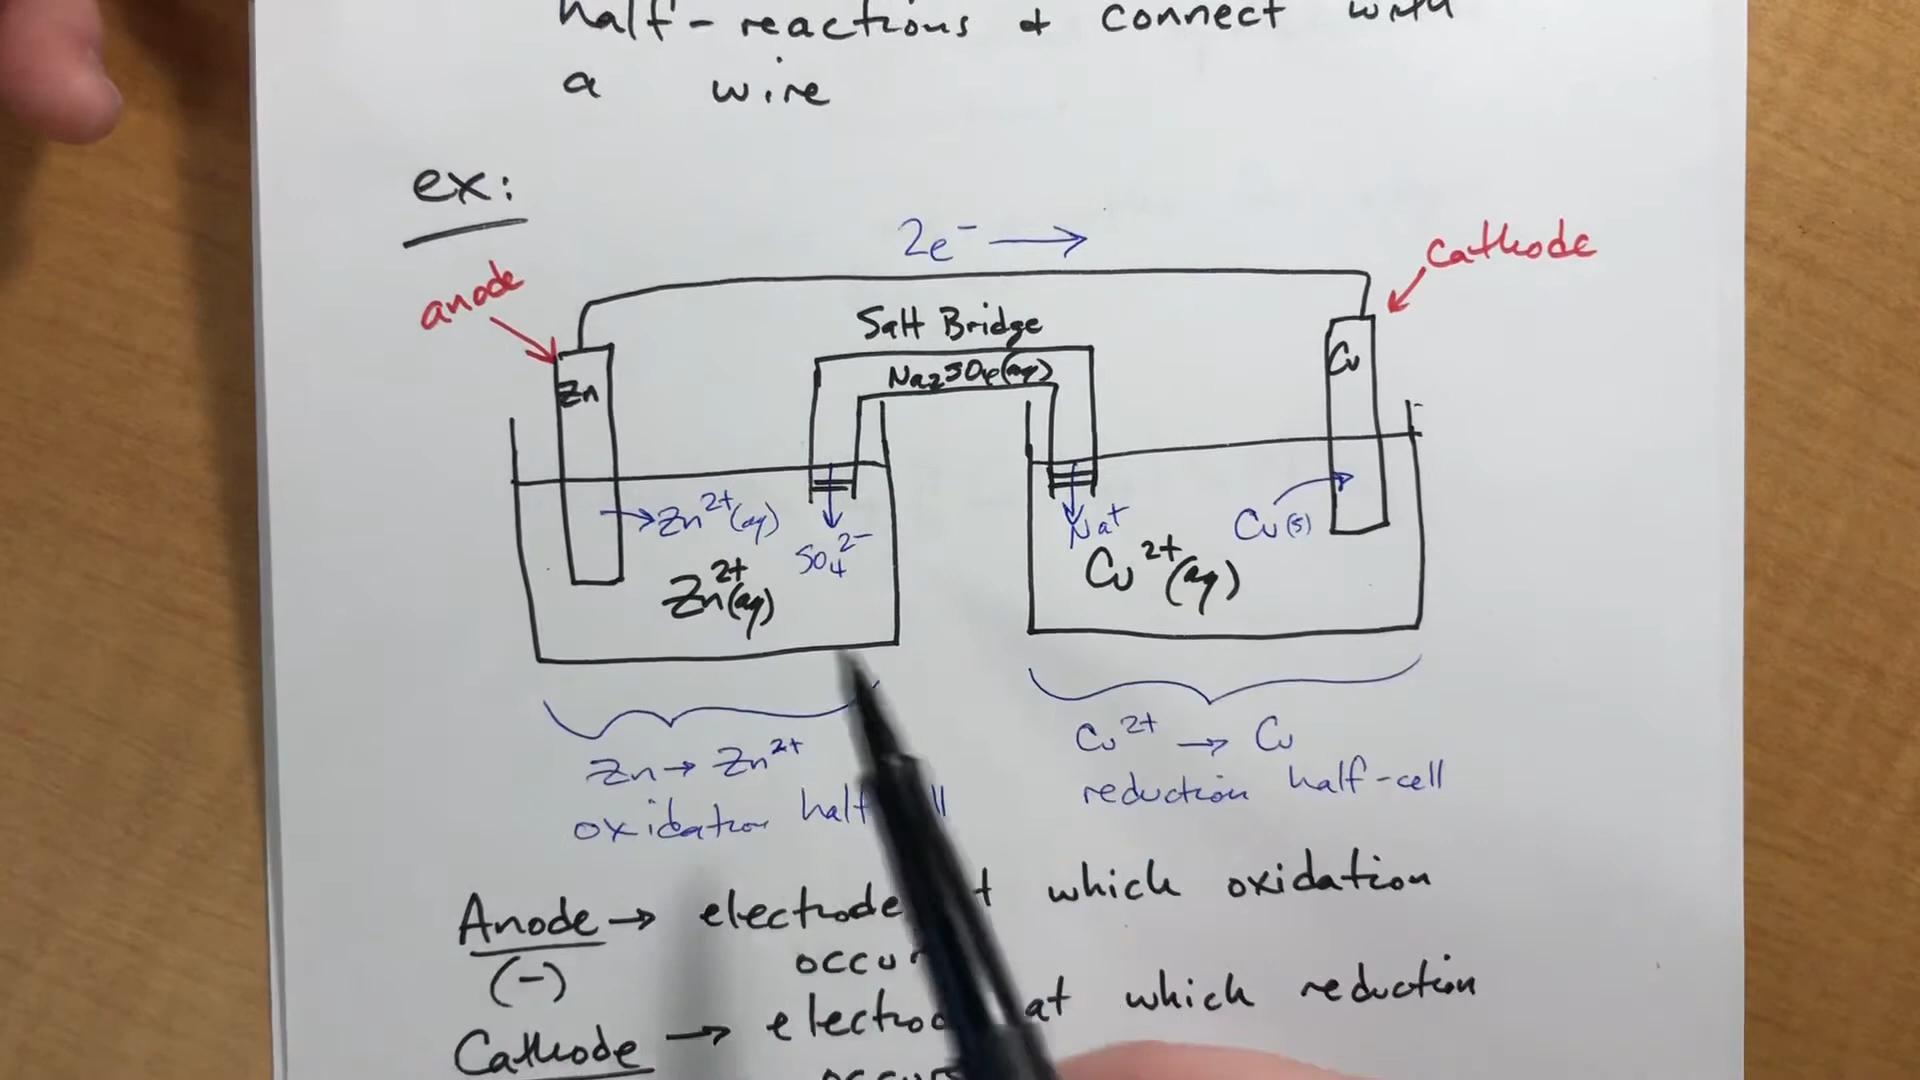 half-reactions & connect with
a wire
ex:
2e⁻ →
cathode
anode
Salt Bridge
Na₂SO₄(aq)
Cu
Zn
→ Zn²⁺(aq)
SO₄²⁻
Na⁺
Cu(s)
Zn²⁺(aq)
Cu²⁺(aq)
Zn → Zn²⁺
oxidation half
Cu²⁺ → Cu
reduction half-cell
Anode → electrode which oxidation
(-)
Cathode → at which reduction